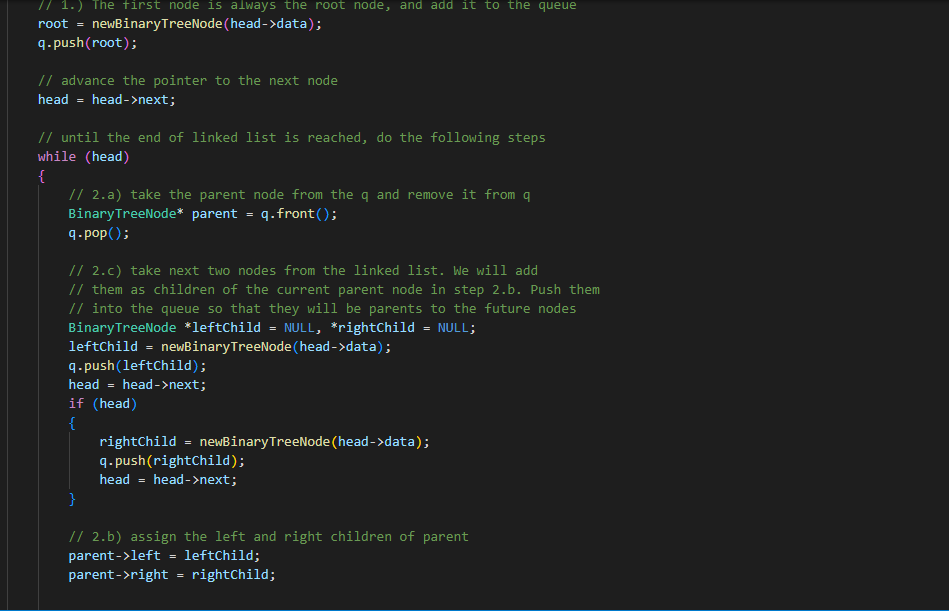 // 1.) The first node is always the root node, and add it to the queue
root = newBinaryTreeNode(head->data);
q.push(root);
// advance the pointer to the next node
head = head->next;
// until the end of linked list is reached, do the following steps
while (head)
{
// 2.a) take the parent node from the q and remove it from q
BinaryTreeNode* parent = q.front();
q.pop();
// 2.c) take next two nodes from the linked list. We will add
// them as children of the current parent node in step 2.b. Push them
// into the queue so that they will be parents to the future nodes
BinaryTreeNode *leftChild = NULL, *rightChild = NULL;
leftChild = newBinaryTreeNode(head->data);
q.push(leftChild);
head = head->next;
if (head)
{
rightChild = newBinaryTreeNode(head->data);
q.push(rightChild);
head = head->next;
}
// 2.b) assign the left and right children of parent
parent->left = leftChild;
parent->right = rightChild;